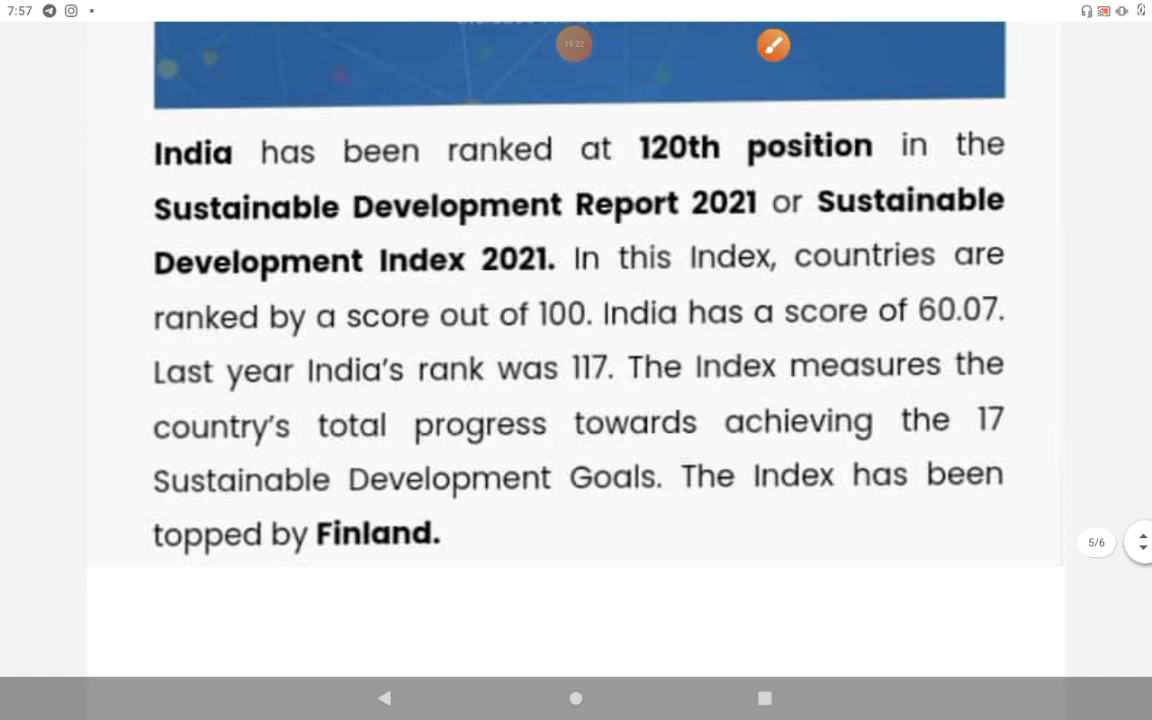 7:57
19:22
India has been ranked at 120th position in the
Sustainable Development Report 2021 or Sustainable
Development Index 2021. In this Index, countries are
ranked by a score out of 100. India has a score of 60.07.
Last year India's rank was 117. The Index measures the
country's total progress towards achieving the 17
Sustainable Development Goals. The Index has been
topped by Finland.
5/6